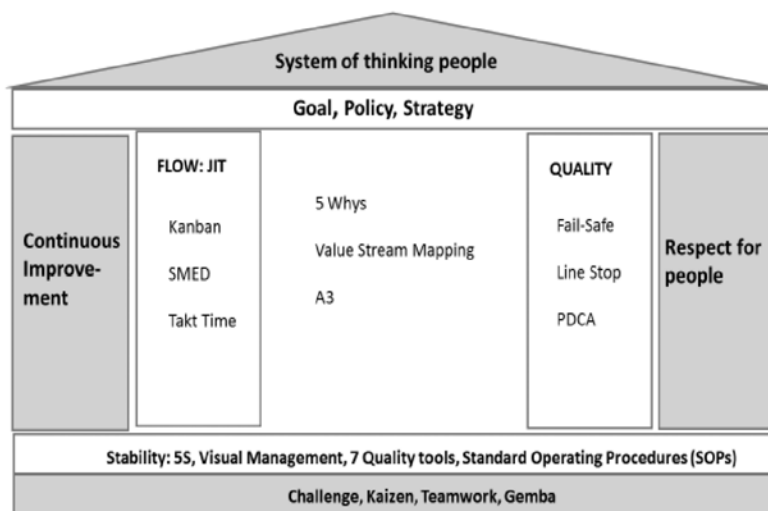 System of thinking people
Goal, Policy, Strategy
Continuous
Improve-
ment
FLOW: JIT
Kanban
SMED
Takt Time
5 Whys
Value Stream Mapping
A3
QUALITY
Fail-Safe
Line Stop
PDCA
Respect for
people
Stability: 5S, Visual Management, 7 Quality tools, Standard Operating Procedures (SOPs)
Challenge, Kaizen, Teamwork, Gemba